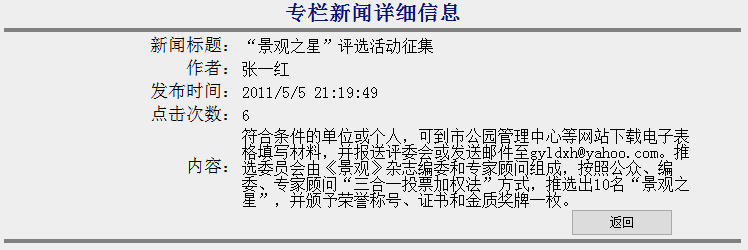 专栏新闻详细信息
新闻标题：“景观之星”评选活动征集
作者：张一红
发布时间：2011/5/5 21:19:49
点击次数：6
内容：符合条件的单位或个人，可到市公园管理中心等网站下载电子表
格填写材料，并报送评委会或发送邮件至gyldxh@yahoo.com。推
选委员会由《景观》杂志编委和专家顾问组成，按照公众、编
委、专家顾问“三合一投票加权法”方式，推选出10名“景观之
星”，并颁予荣誉称号、证书和金质奖牌一枚。
返回